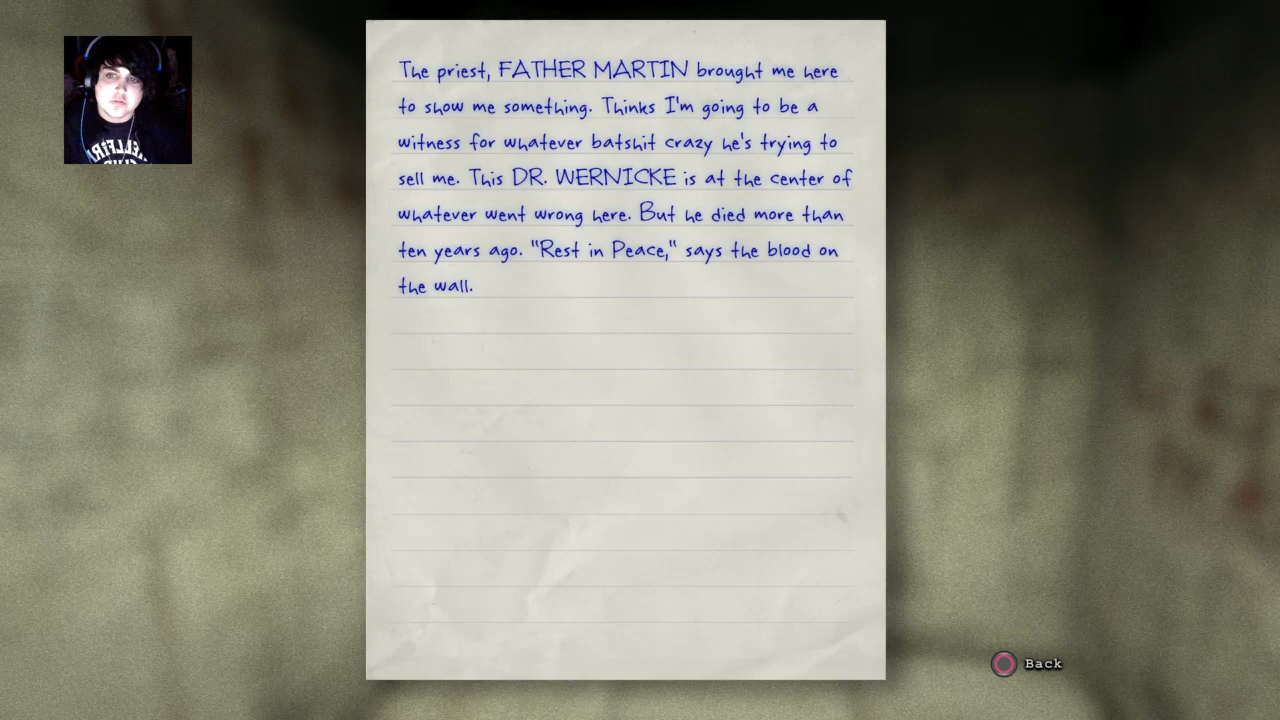 The priest, FATHER MARTIN brought me here
to show me something. Thinks I'm going to be a
witness for whatever batshit crazy he's trying to
sell me. This DR. WERNICKE is at the center of
whatever went wrong here. But he died more than
ten years ago. "Rest in Peace," says the blood on
the wall.
Back